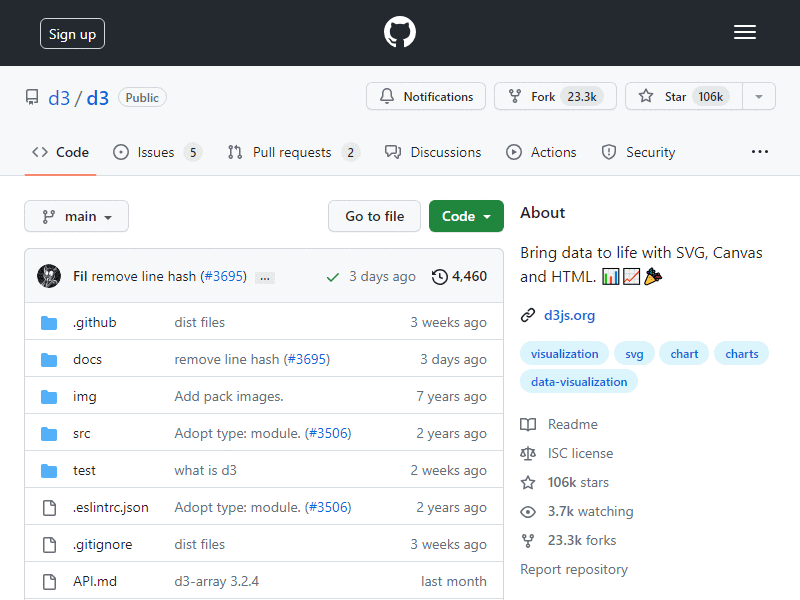 Sign up
d3 / d3 Public
Notifications Fork 23.3k Star 106k
Code Issues 5 Pull requests 2 Discussions Actions Security ...
main Go to file Code
Fil remove line hash (#3695) ... 3 days ago 4,460
.github dist files 3 weeks ago
docs remove line hash (#3695) 3 days ago
img Add pack images. 7 years ago
src Adopt type: module. (#3506) 2 years ago
test what is d3 2 weeks ago
.eslintrc.json Adopt type: module. (#3506) 2 years ago
.gitignore dist files 3 weeks ago
API.md d3-array 3.2.4 last month
About
Bring data to life with SVG, Canvas
and HTML. 📊📈🎉
d3js.org
visualization svg chart charts
data-visualization
Readme
ISC license
106k stars
3.7k watching
23.3k forks
Report repository